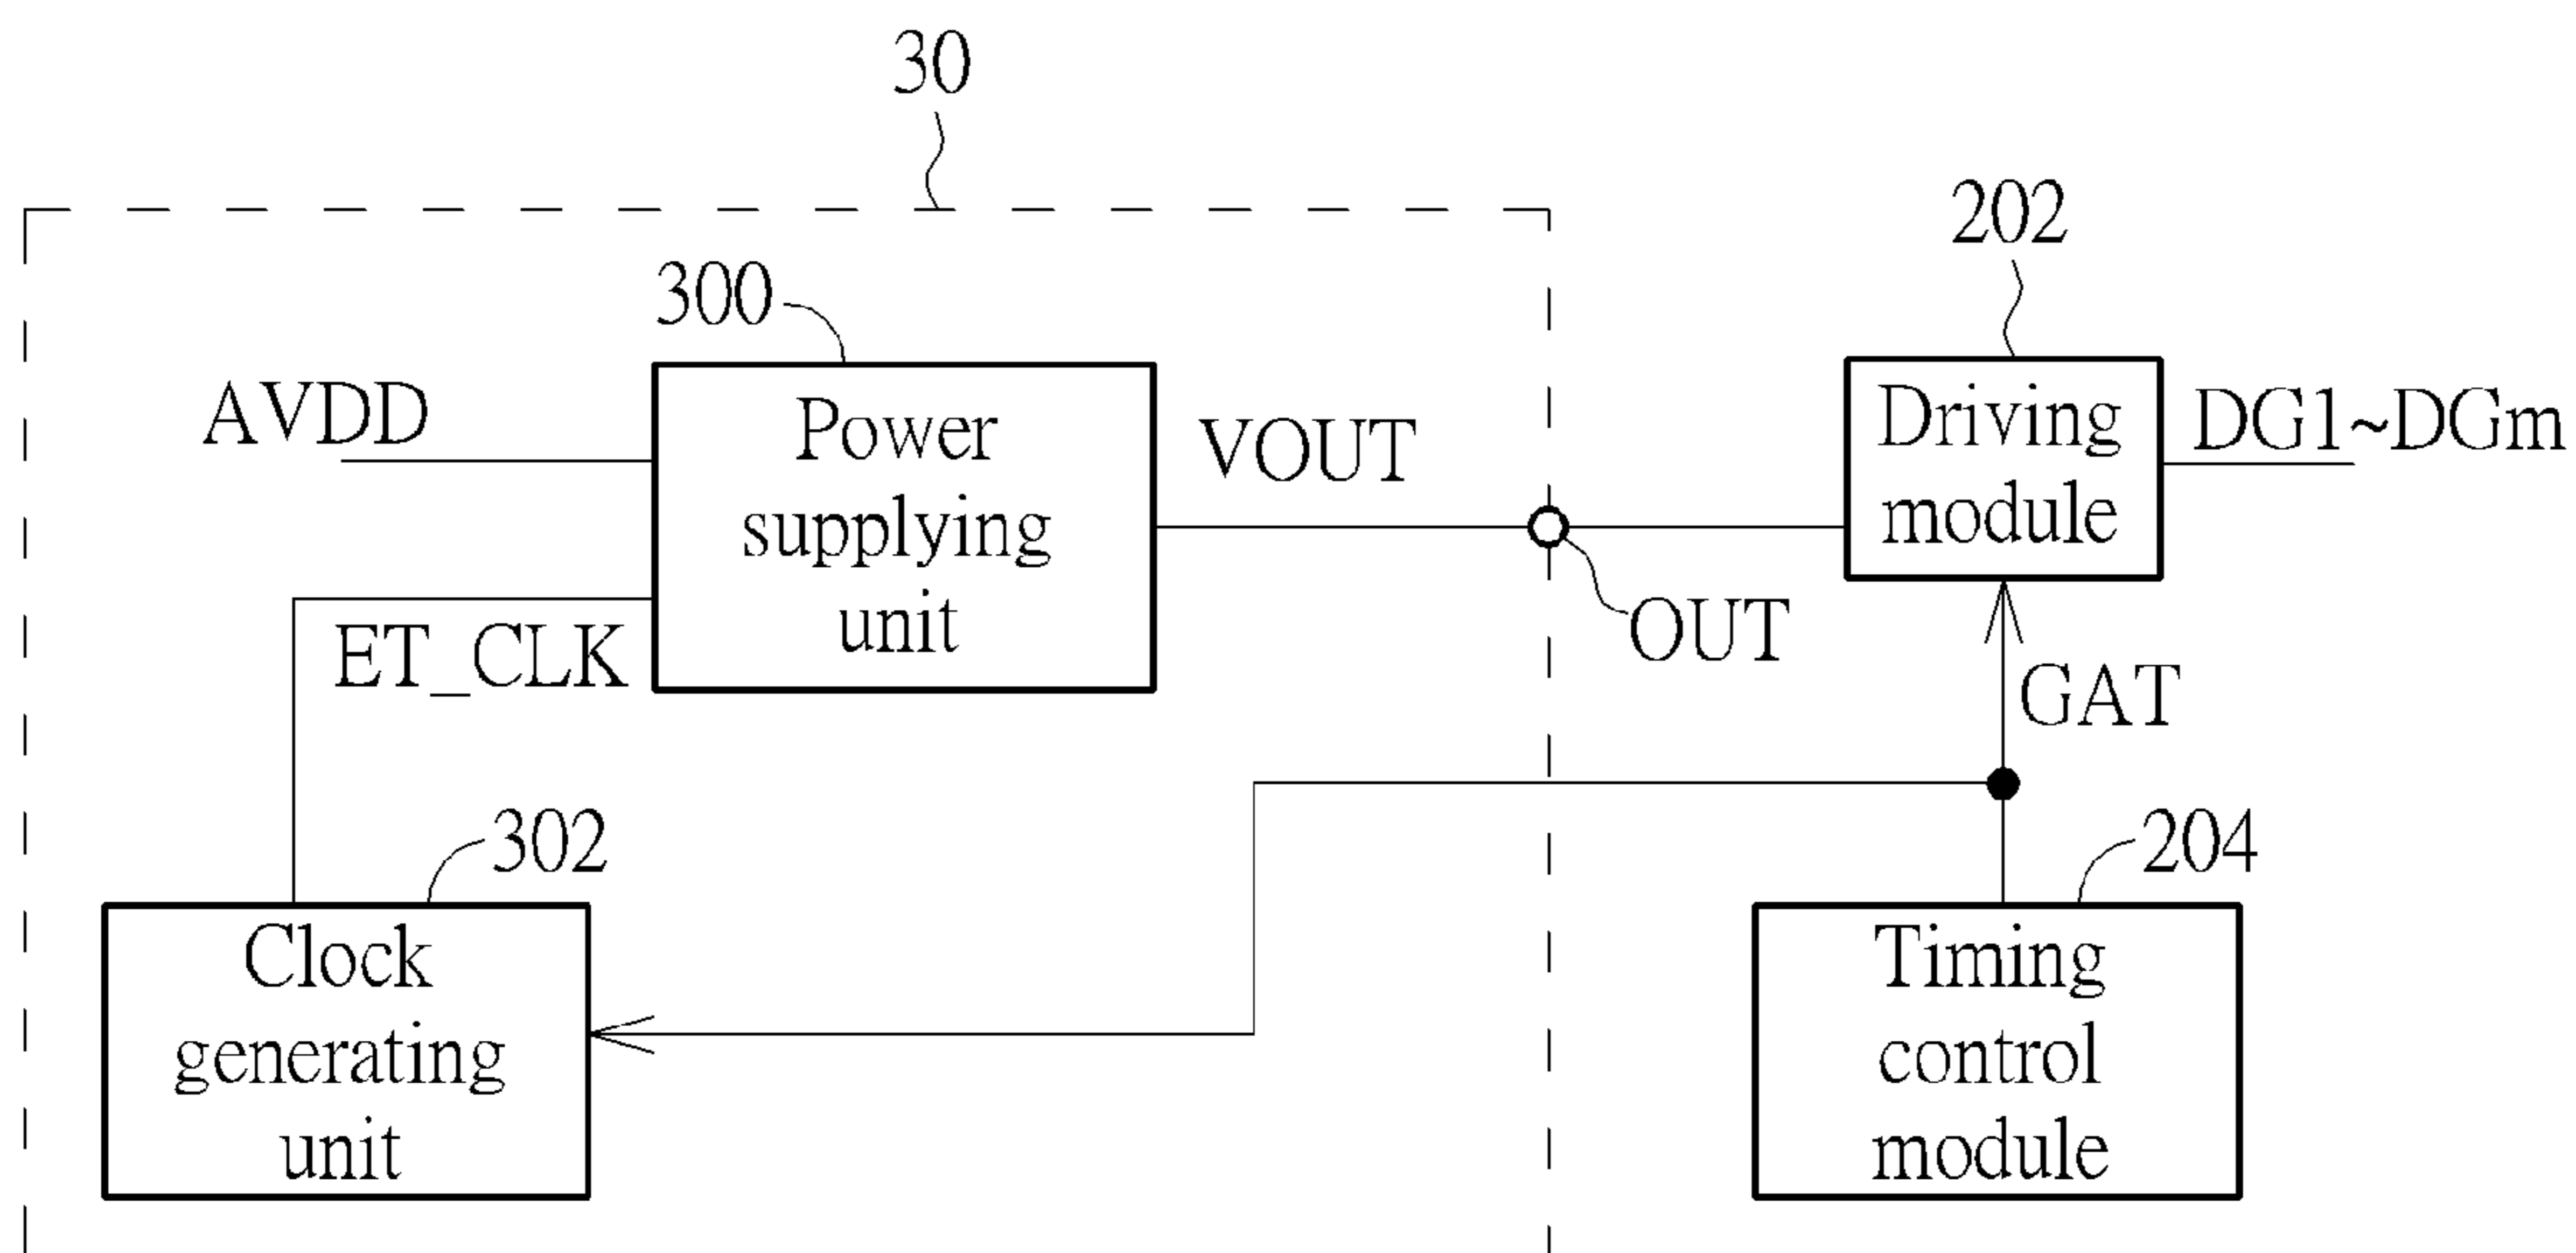 30
202
300
AVDD
Power
supplying
unit
VOUT
Driving
module
DG1~DGm
ET_CLK
OUT
GAT
302
204
Clock
generating
unit
Timing
control
module